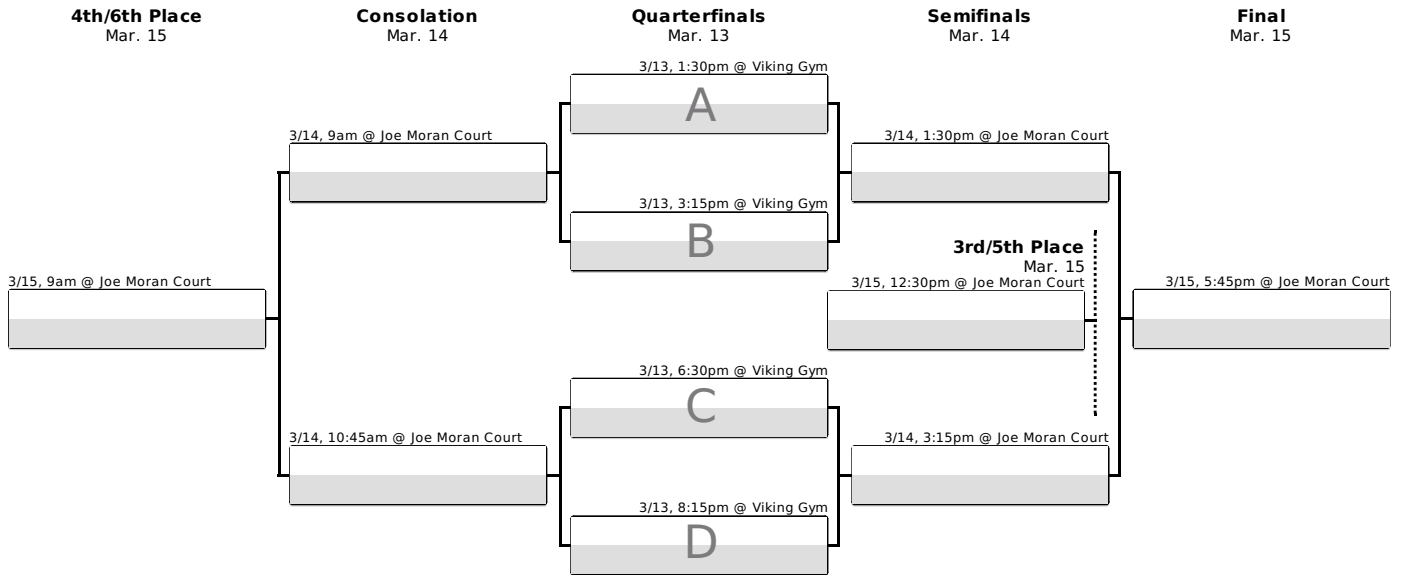 4th/6th Place
Mar. 15
Consolation
Mar. 14
Quarterfinals
Mar. 13
Semifinals
Mar. 14
Final
Mar. 15
3/13, 1:30pm @ Viking Gym
A
3/14, 9am @ Joe Moran Court
3/14, 1:30pm @ Joe Moran Court
3/13, 3:15pm @ Viking Gym
B
3rd/5th Place
Mar. 15
3/15, 9am @ Joe Moran Court
3/15, 12:30pm @ Joe Moran Court
3/15, 5:45pm @ Joe Moran Court
3/13, 6:30pm @ Viking Gym
C
3/14, 10:45am @ Joe Moran Court
3/14, 3:15pm @ Joe Moran Court
3/13, 8:15pm @ Viking Gym
D